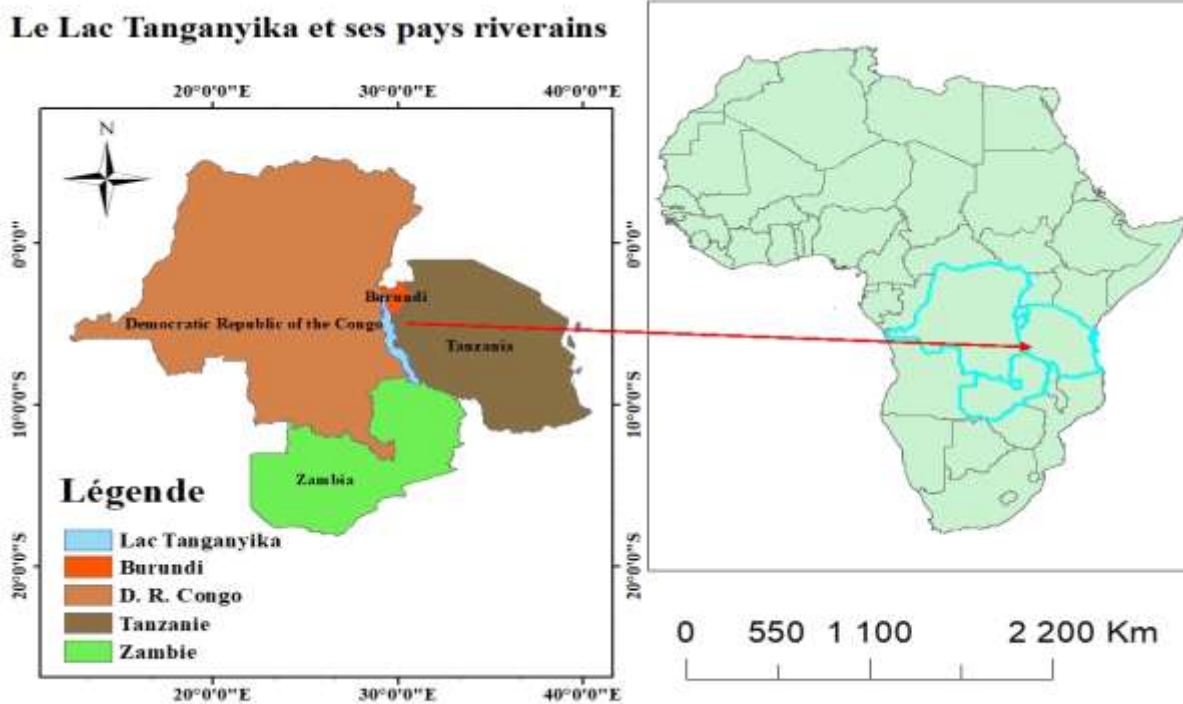 Le Lac Tanganyika et ses pays riverains
20°0'0"E 30°0'0"E 40°0'0"E
N
0°0'0"
0°0'0"
Burundi
Democratic Republic of the Congo
Tanzania
10°0'0"S
10°0'0"S
Zambia
Légende
Lac Tanganyika
Burundi
D. R. Congo
Tanzanie
Zambie
20°0'0"S
20°0'0"S
20°0'0"E 30°0'0"E 40°0'0"E
0 550 1 100 2 200 Km